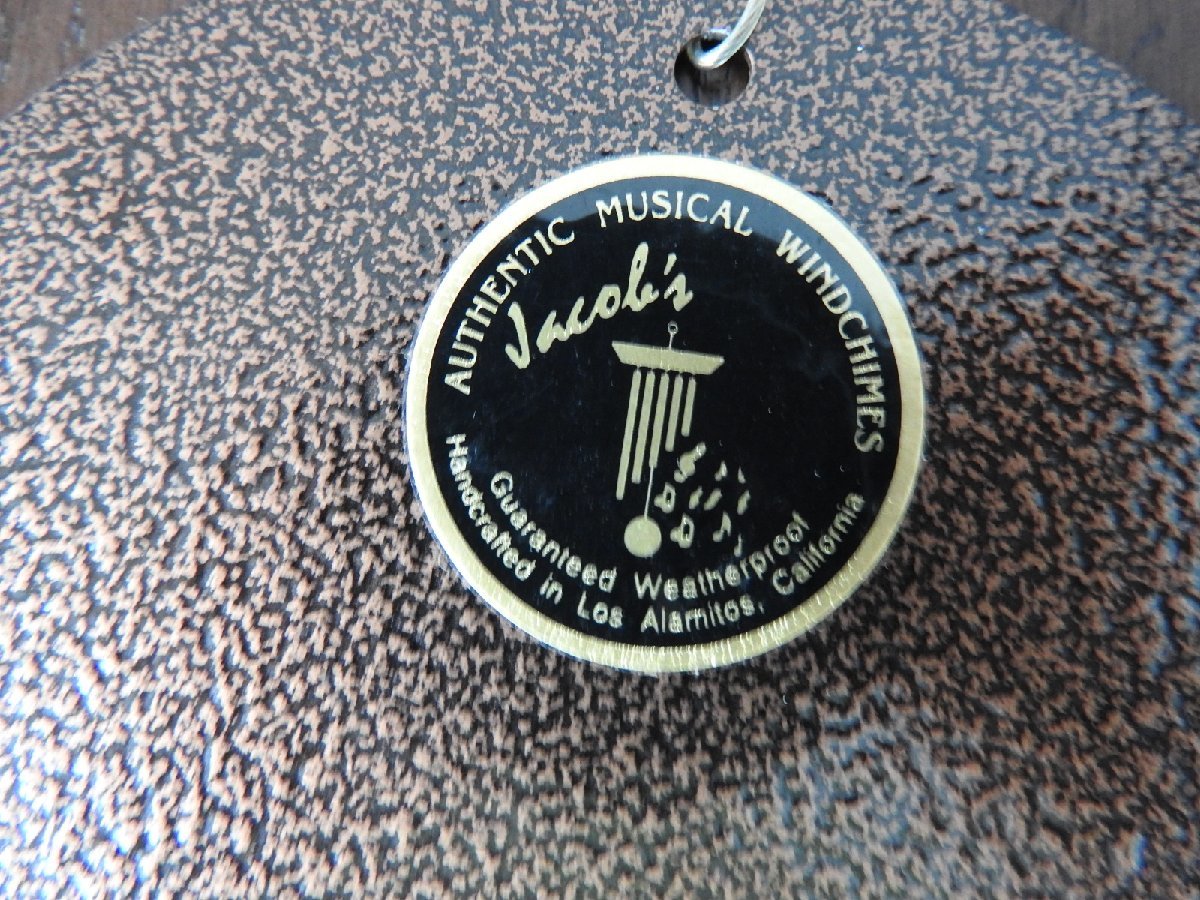 AUTHENTIC MUSICAL WINDCHIMES
Jacob's
Guaranteed Weatherproof
Handcrafted in Los Alamitos, California